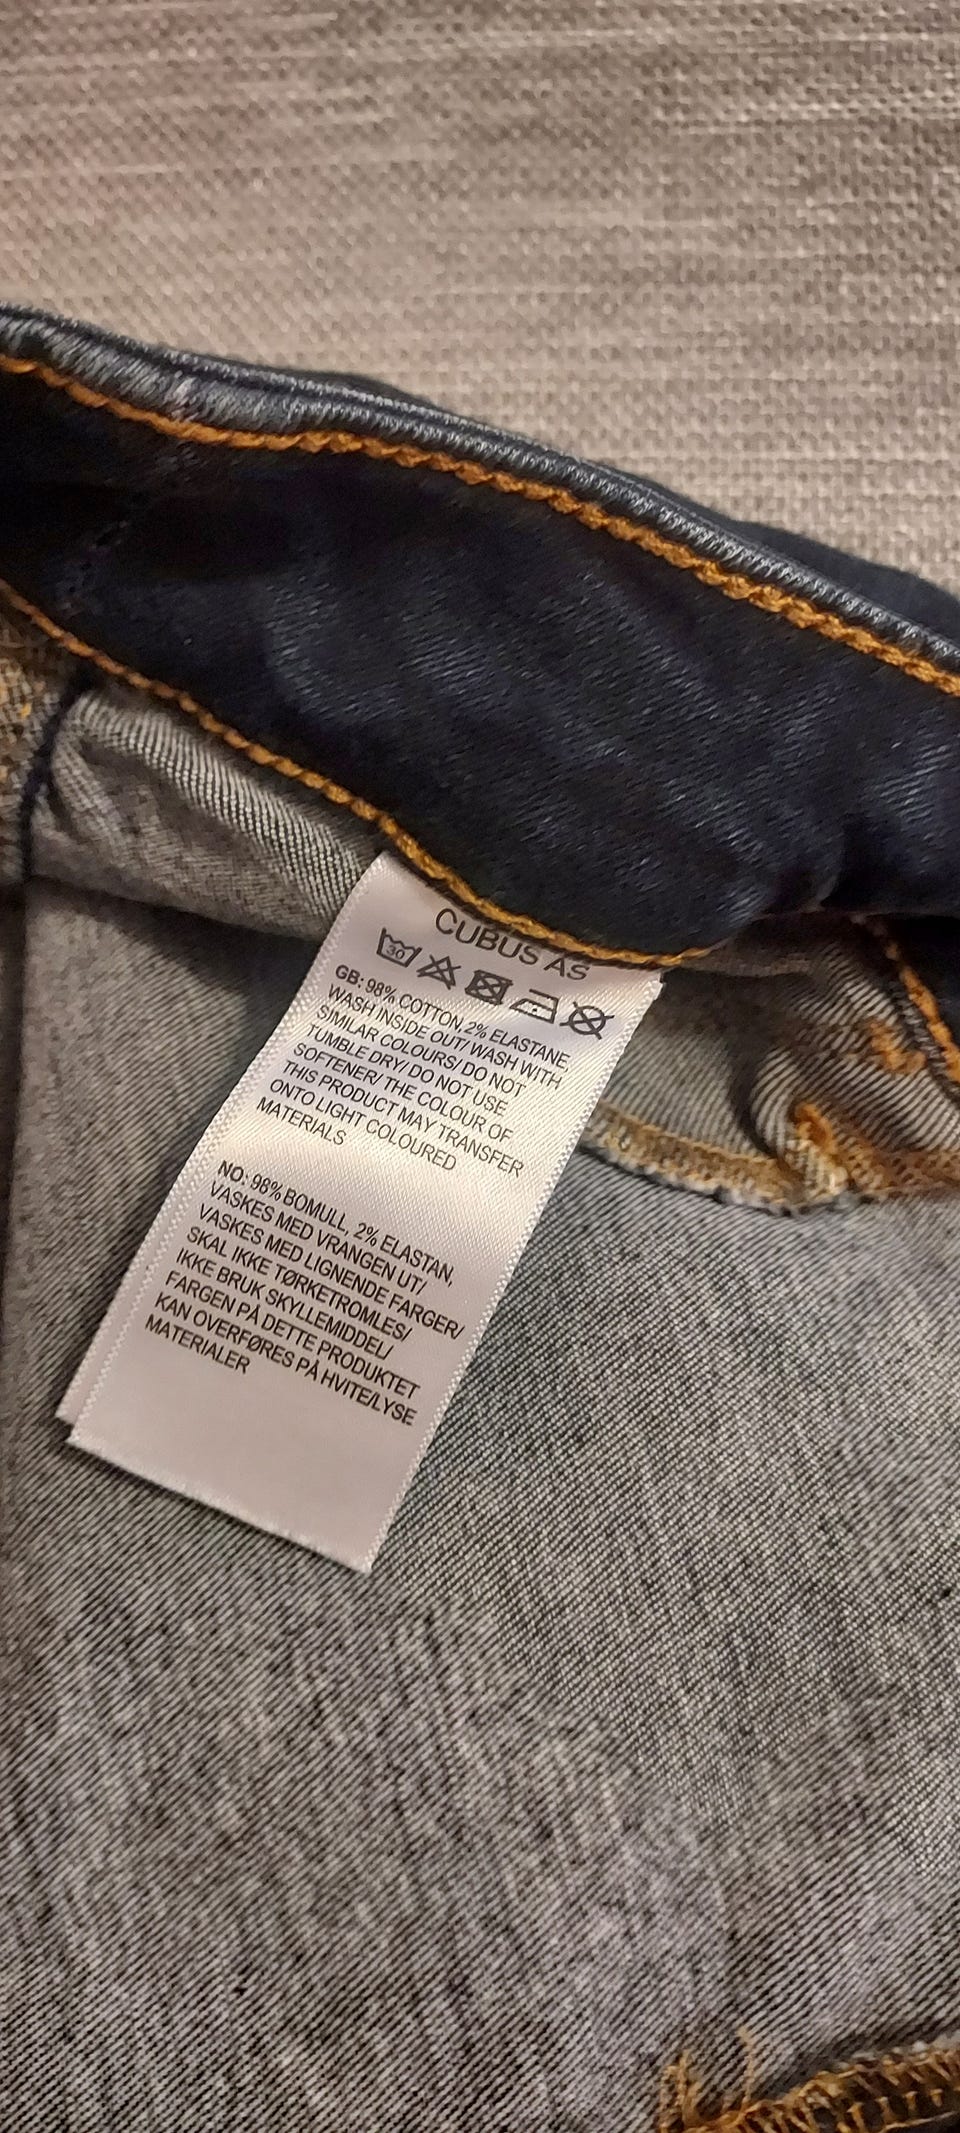 CUBUS AS
30
GB: 98% COTTON, 2% ELASTANE,
WASH INSIDE OUT/ WASH WITH
SIMILAR COLOURS/ DO NOT
TUMBLE DRY/ DO NOT USE
SOFTENER/ THE COLOUR OF
THIS PRODUCT MAY TRANSFER
ONTO LIGHT COLOURED
MATERIALS
NO: 98% BOMULL, 2% ELASTAN,
VASKES MED VRANGEN UT/
VASKES MED LIGNENDE FARGER/
SKAL IKKE TØRKETROMLES/
IKKE BRUK SKYLLEMIDDEL/
FARGEN PÅ DETTE PRODUKTET
KAN OVERFØRES PÅ HVITE/LYSE
MATERIALER